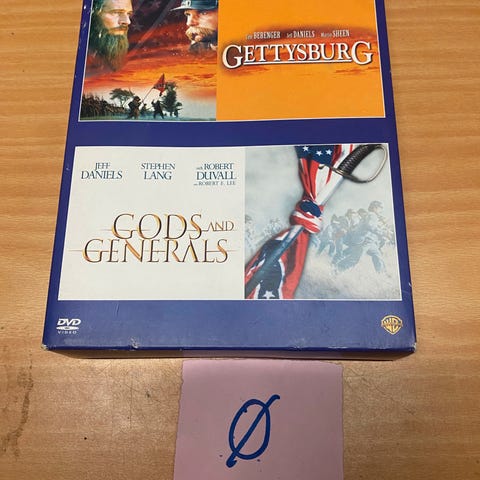 TOM BERENGER JEFF DANIELS MARTIN SHEEN
GETTYSBURG
JEFF DANIELS
STEPHEN LANG
with ROBERT DUVALL
as ROBERT E. LEE
GODS AND
GENERALS
DVD
VIDEO
WB
Ø